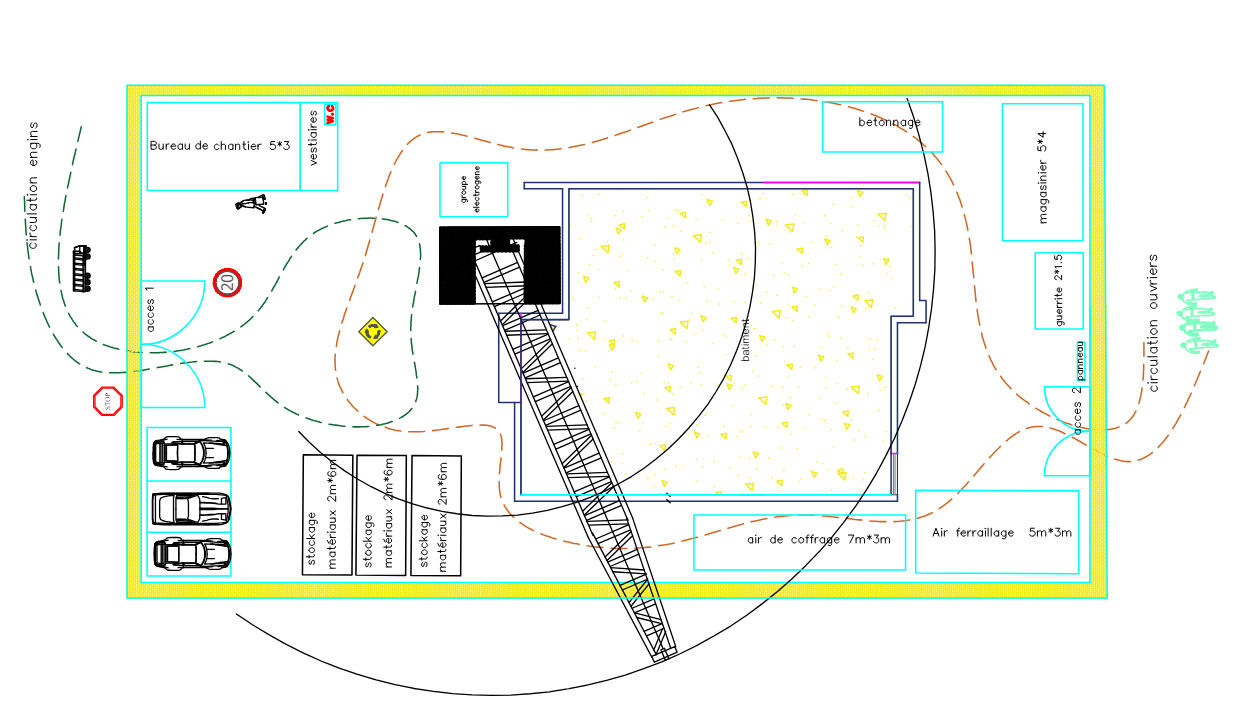 circulation engins
Bureau de chantier 5*3
vestiaires
W.C
groupe
electrogene
betonnage
magasinier 5*4
guerrite 2*1.5
panneau
acces 2
circulation ouvriers
acces 1
20
STOP
batiment
stockage
matériaux 2m*6m
stockage
matériaux 2m*6m
stockage
matériaux 2m*6m
air de coffrage 7m*3m
Air ferraillage 5m*3m